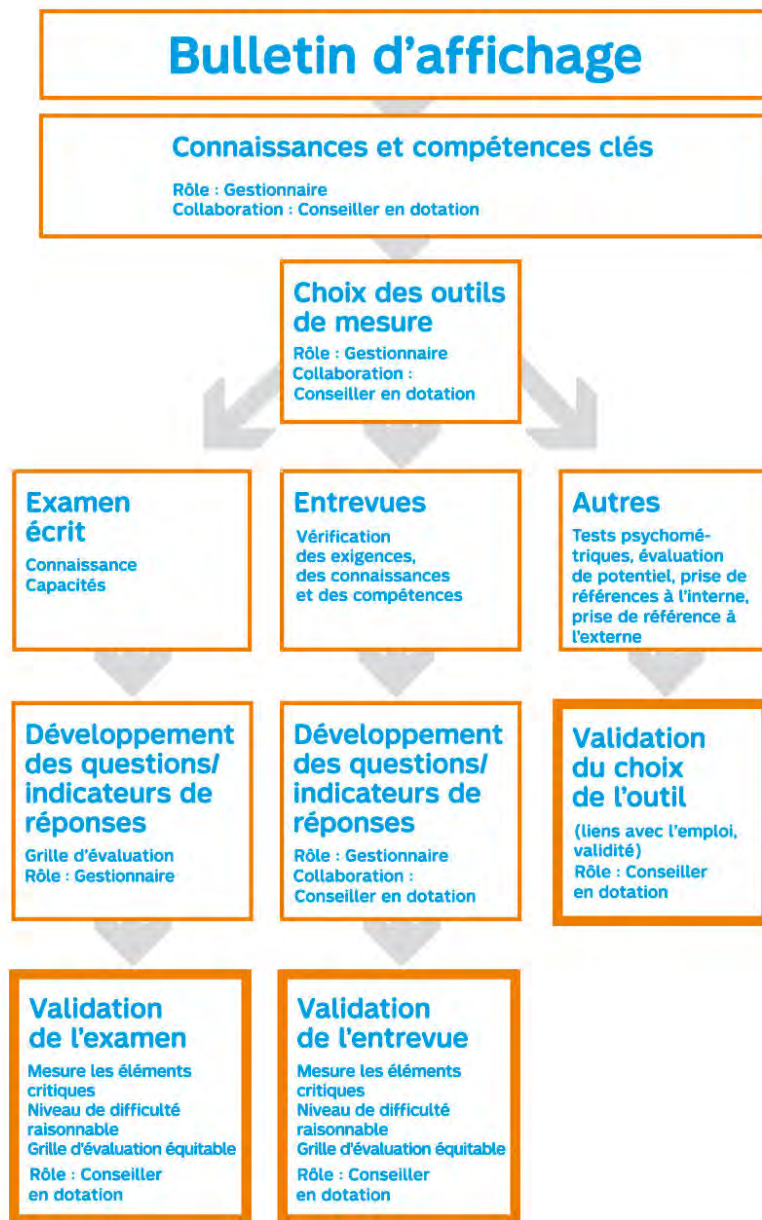 Bulletin d'affichage
Connaissances et compétences clés
Rôle : Gestionnaire
Collaboration : Conseiller en dotation
Choix des outils
de mesure
Rôle : Gestionnaire
Collaboration :
Conseiller en dotation
Examen
écrit
Connaissance
Capacités
Entrevues
Vérification
des exigences,
des connaissances
et des compétences
Autres
Tests psychomé-
triques, évaluation
de potentiel, prise de
références à l'interne,
prise de référence à
l'externe
Développement
des questions/
indicateurs de
réponses
Grille d'évaluation
Rôle : Gestionnaire
Développement
des questions/
indicateurs de
réponses
Rôle : Gestionnaire
Collaboration :
Conseiller en dotation
Validation
du choix
de l'outil
(liens avec l'emploi,
validité)
Rôle : Conseiller
en dotation
Validation
de l'examen
Mesure les éléments
critiques
Niveau de difficulté
raisonnable
Grille d'évaluation équitable
Rôle : Conseiller
en dotation
Validation
de l'entrevue
Mesure les éléments
critiques
Niveau de difficulté
raisonnable
Grille d'évaluation équitable
Rôle : Conseiller
en dotation